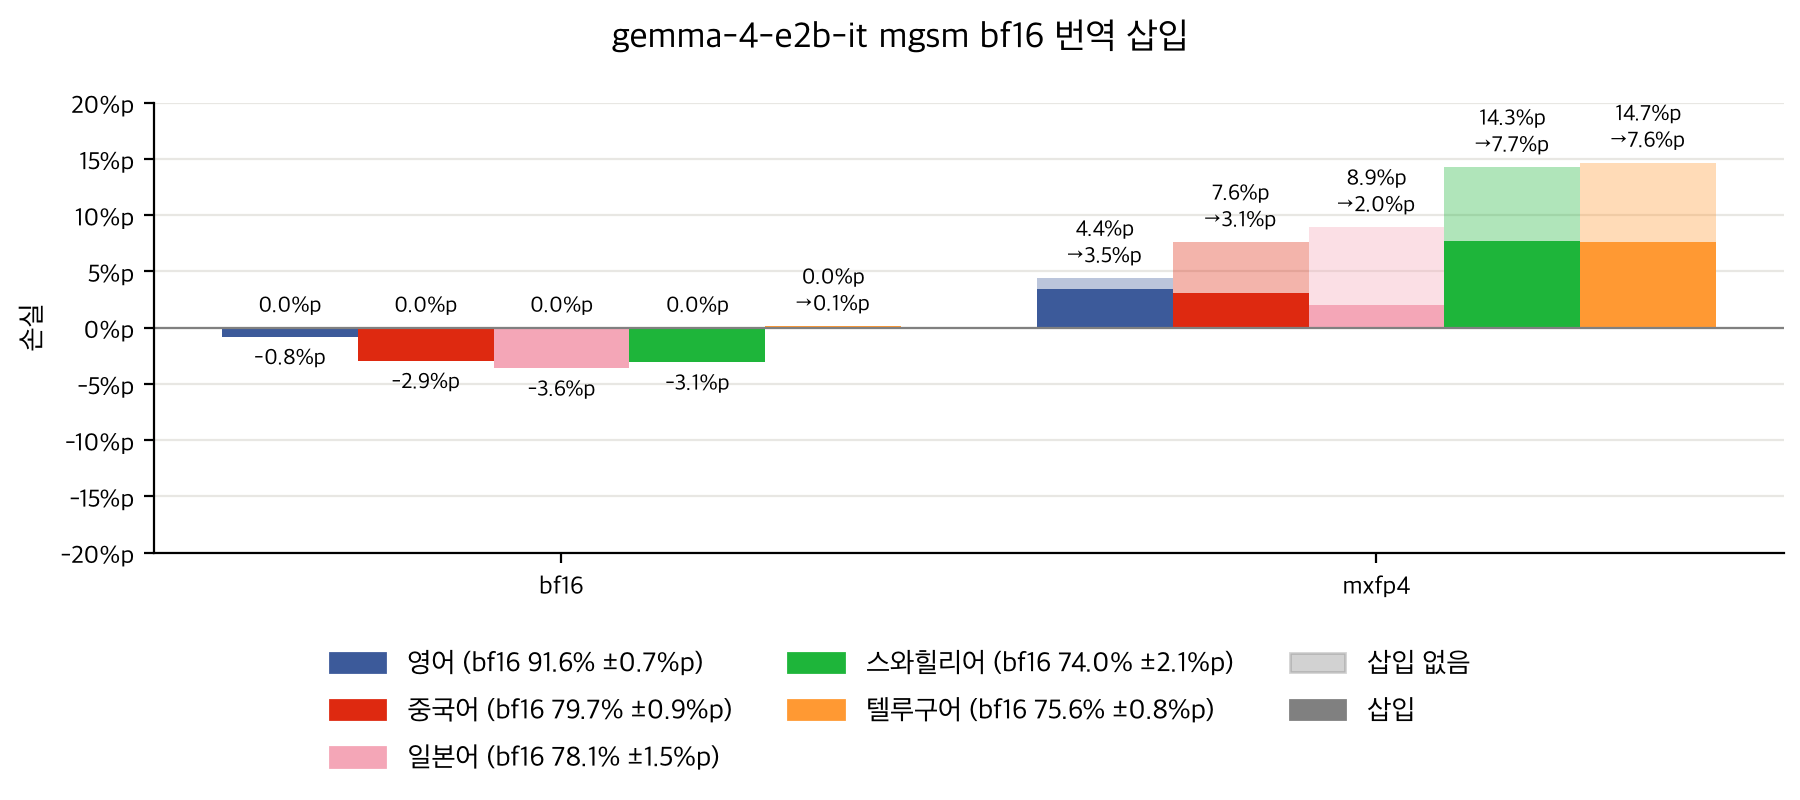 gemma-4-e2b-it mgsm bf16 번역 삽입
손실
20%p
15%p
10%p
5%p
0%p
-5%p
-10%p
-15%p
-20%p
0.0%p
-0.8%p
0.0%p
-2.9%p
0.0%p
-3.6%p
0.0%p
-3.1%p
0.0%p
→0.1%p
4.4%p
→3.5%p
7.6%p
→3.1%p
8.9%p
→2.0%p
14.3%p
→7.7%p
14.7%p
→7.6%p
bf16
mxfp4
영어 (bf16 91.6% ±0.7%p)
중국어 (bf16 79.7% ±0.9%p)
일본어 (bf16 78.1% ±1.5%p)
스와힐리어 (bf16 74.0% ±2.1%p)
텔루구어 (bf16 75.6% ±0.8%p)
삽입 없음
삽입